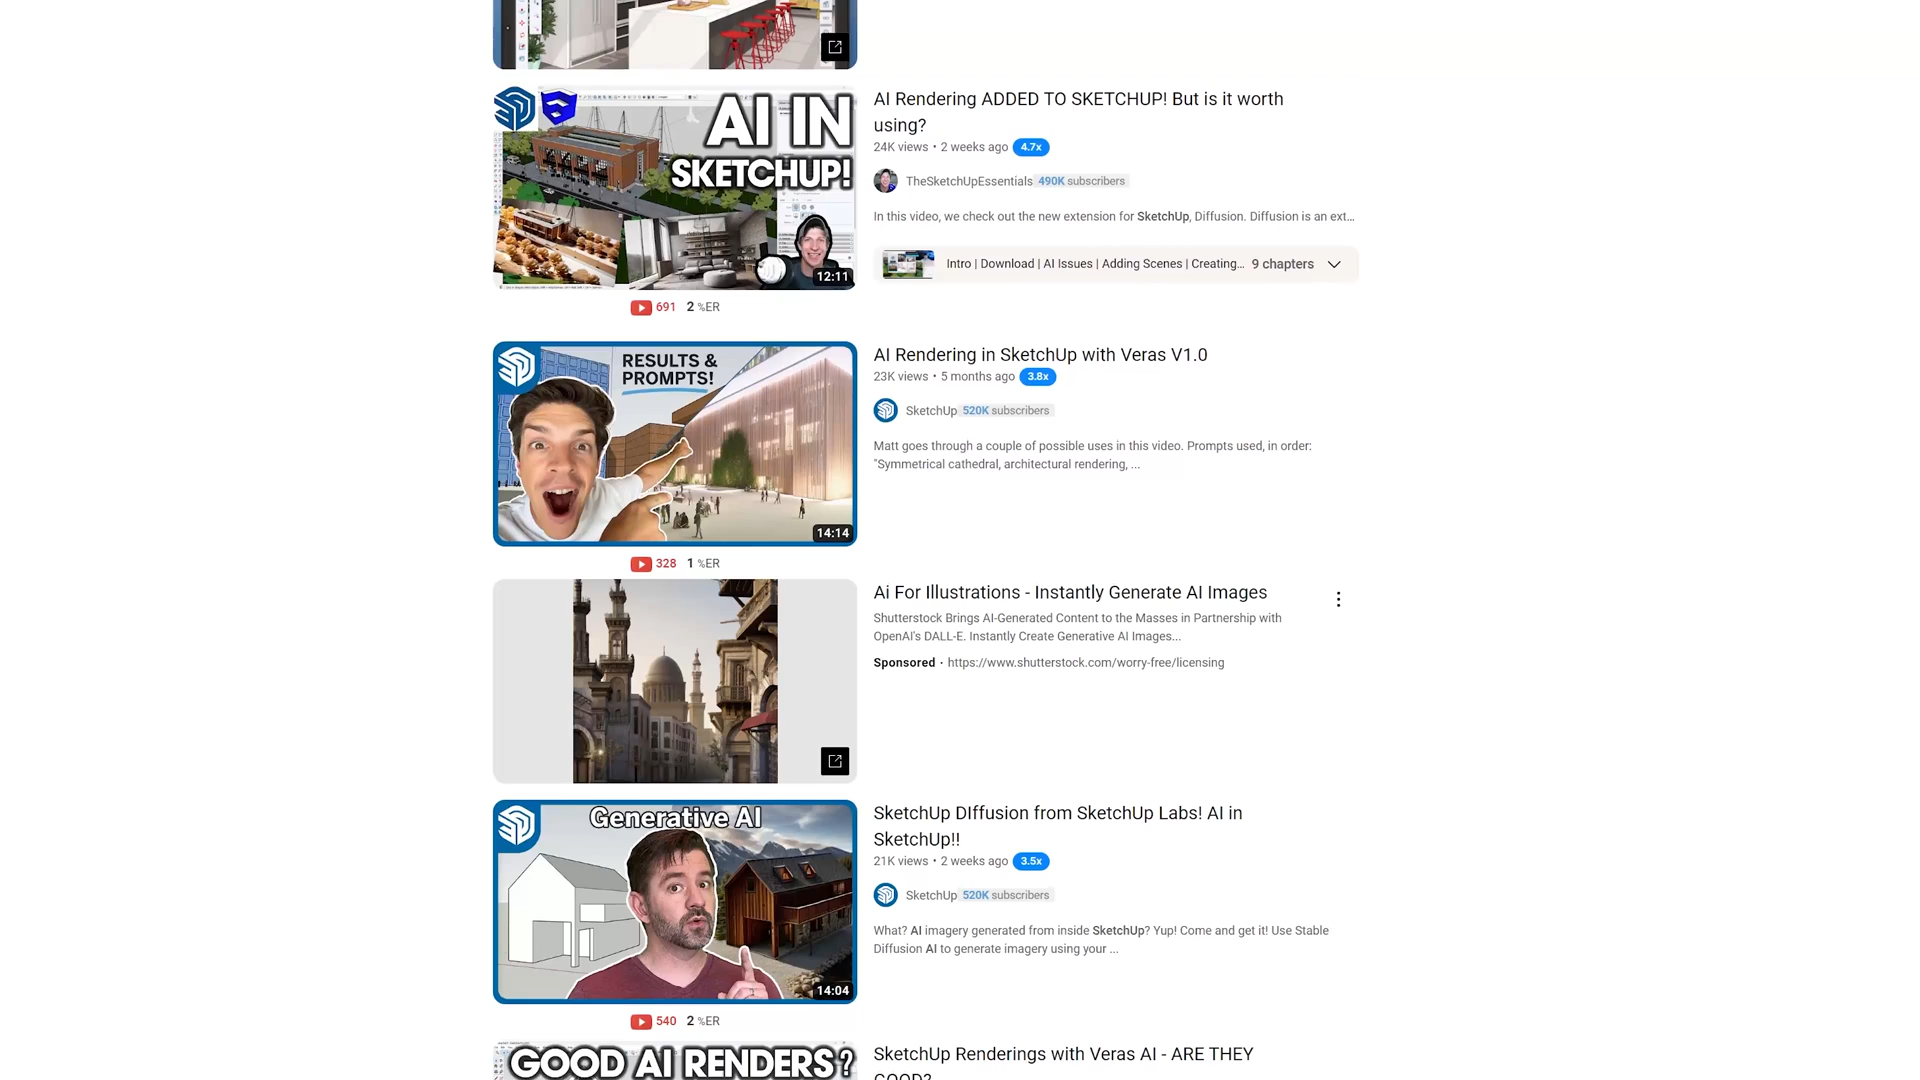 AI Rendering ADDED TO SKETCHUP! But is it worth
using?
24K views • 2 weeks ago 4.7x
TheSketchUpEssentials 490K subscribers
In this video, we check out the new extension for SketchUp, Diffusion. Diffusion is an ext...
Intro | Download | AI Issues | Adding Scenes | Creating... 9 chapters
AI IN
SKETCHUP!
12:11
691 2 %ER
AI Rendering in SketchUp with Veras V1.0
23K views • 5 months ago 3.8x
SketchUp 520K subscribers
Matt goes through a couple of possible uses in this video. Prompts used, in order:
"Symmetrical cathedral, architectural rendering, ...
RESULTS &
PROMPTS!
14:14
328 1 %ER
Ai For Illustrations - Instantly Generate AI Images
Shutterstock Brings AI-Generated Content to the Masses in Partnership with
OpenAI's DALL-E. Instantly Create Generative AI Images...
Sponsored · https://www.shutterstock.com/worry-free/licensing
SketchUp DIffusion from SketchUp Labs! AI in
SketchUp!!
21K views • 2 weeks ago 3.5x
SketchUp 520K subscribers
What? AI imagery generated from inside SketchUp? Yup! Come and get it! Use Stable
Diffusion AI to generate imagery using your ...
Generative AI
14:04
540 2 %ER
GOOD AI RENDERS?
SketchUp Renderings with Veras AI - ARE THEY
GOOD?